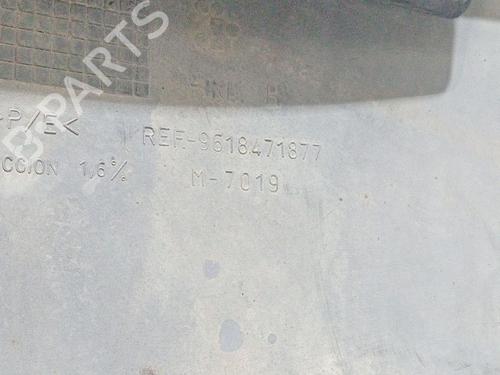 P/E<
REF.-9618471877
CCION 1,6%
M-7019
B-PARTS